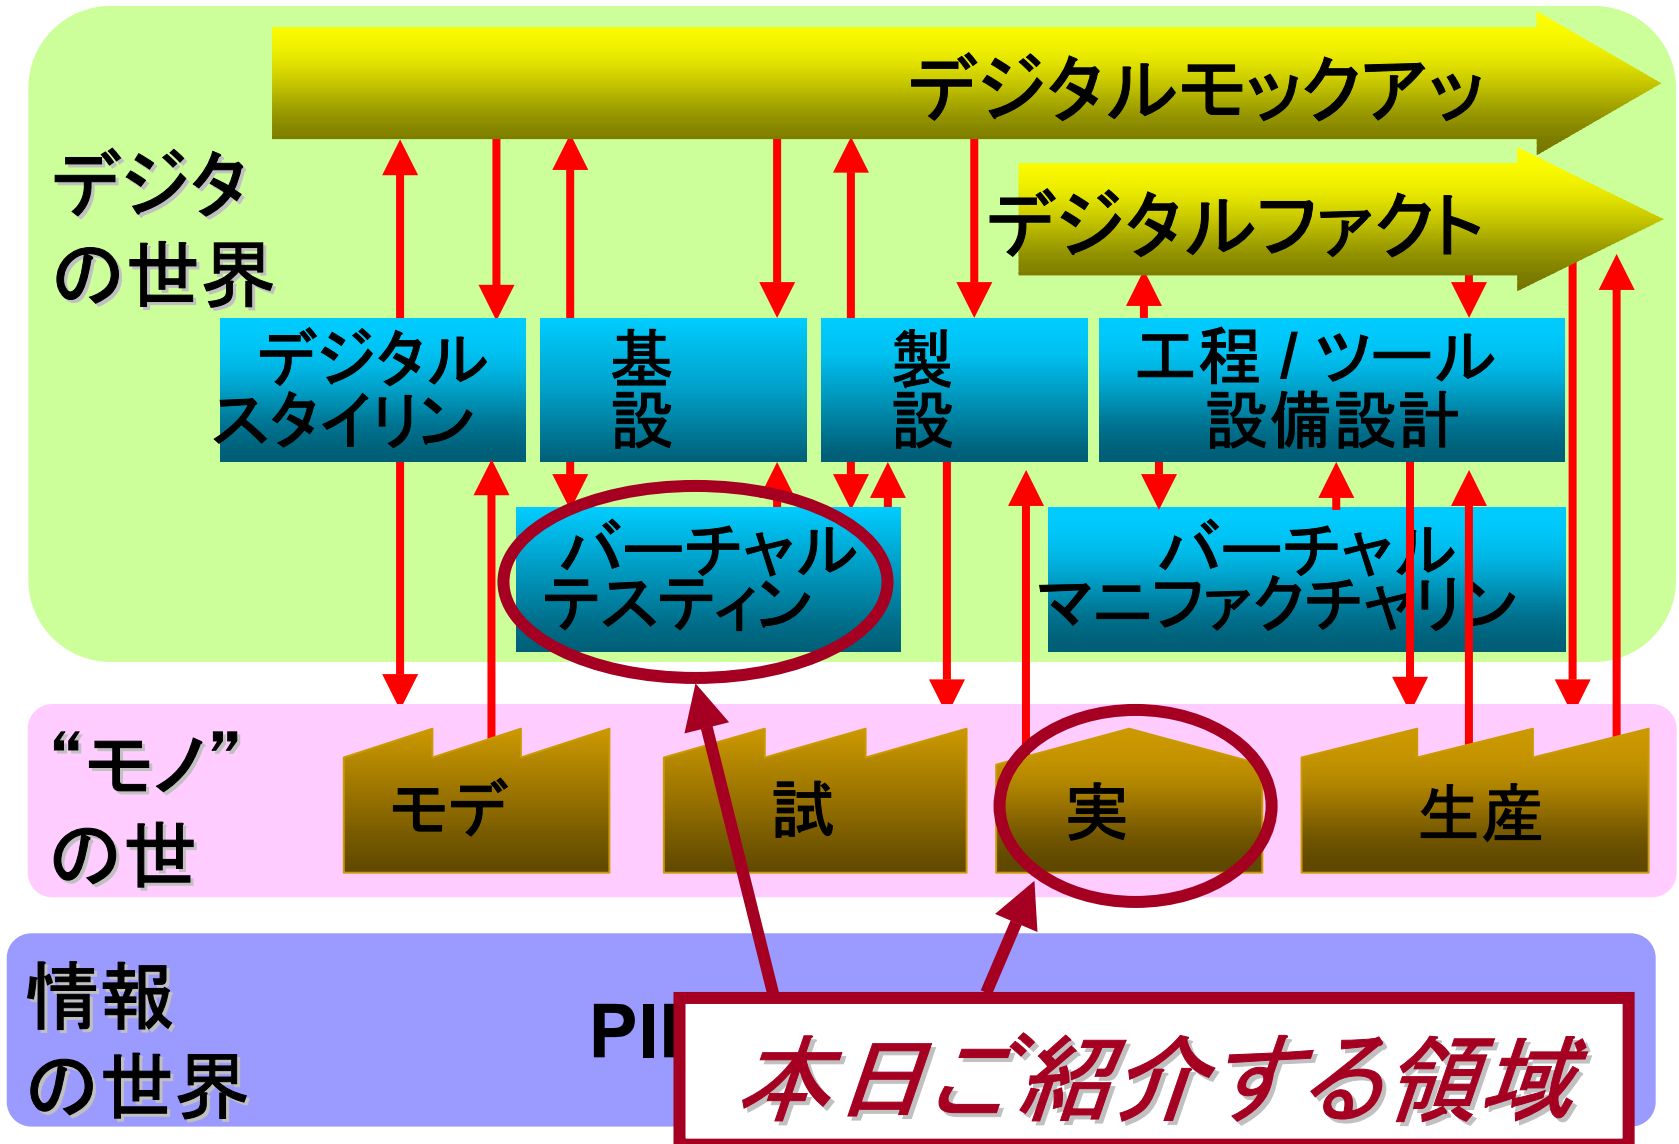 デジタルモックアッ
デジタルファクト
デジタ
の世界
デジタル
スタイリン
基
設
製
設
工程 / ツール
設備設計
バーチャル
テスティン
バーチャル
マニファクチャリン
“モノ”
の世
モデ
試
実
生産
情報
の世界
本日ご紹介する領域